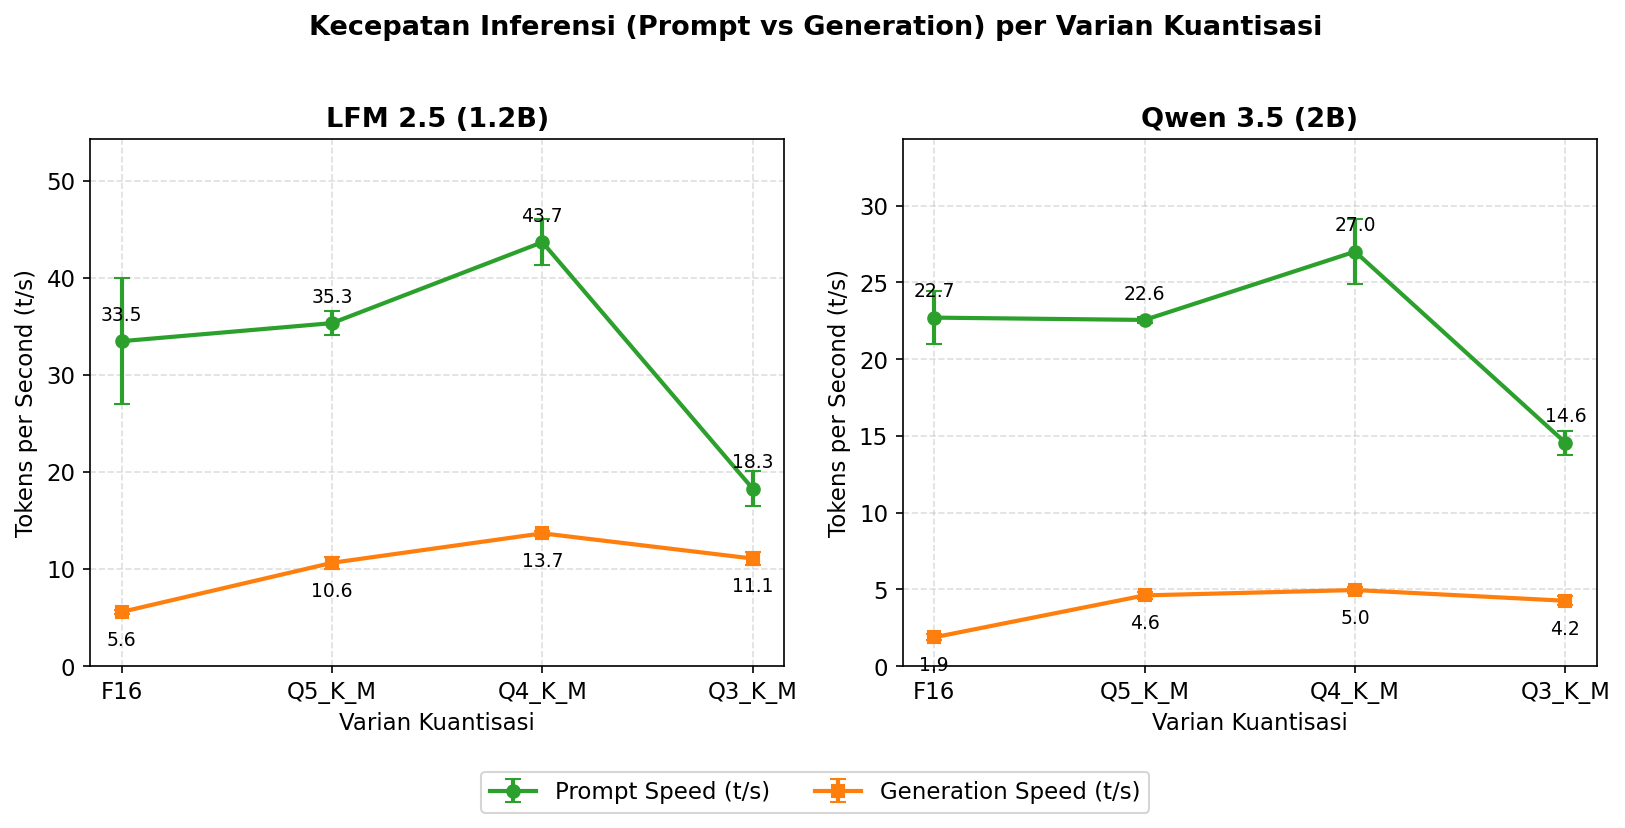 Kecepatan Inferensi (Prompt vs Generation) per Varian Kuantisasi
LFM 2.5 (1.2B)
Tokens per Second (t/s)
50
40
30
20
10
0
33.5
35.3
43.7
18.3
5.6
10.6
13.7
11.1
F16
Q5_K_M
Q4_K_M
Q3_K_M
Varian Kuantisasi
Qwen 3.5 (2B)
Tokens per Second (t/s)
30
25
20
15
10
5
0
22.7
22.6
27.0
14.6
1.9
4.6
5.0
4.2
F16
Q5_K_M
Q4_K_M
Q3_K_M
Varian Kuantisasi
Prompt Speed (t/s)
Generation Speed (t/s)